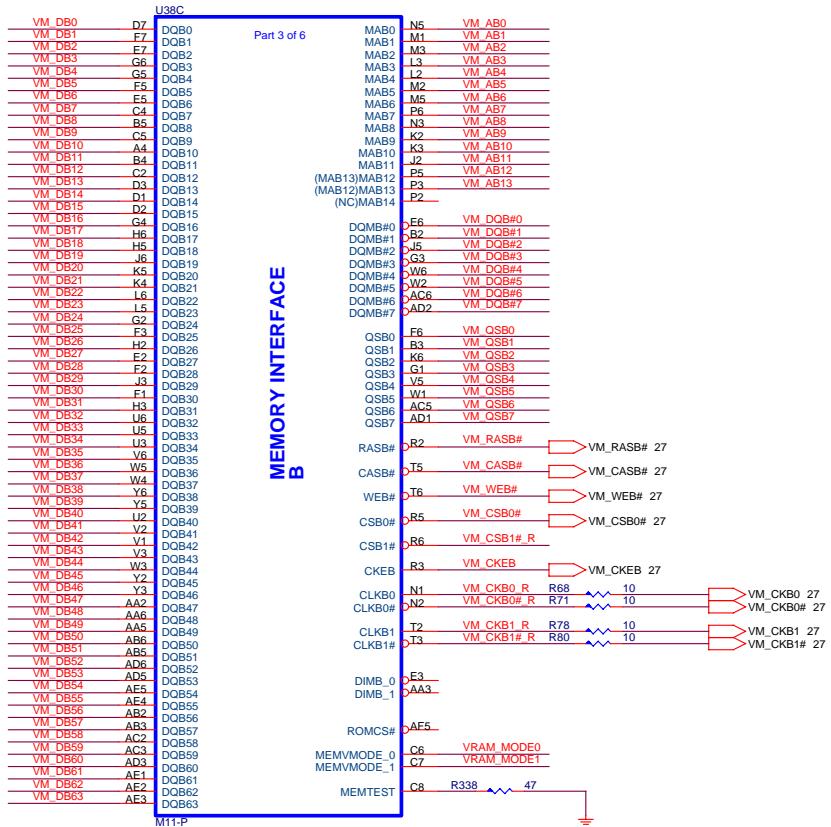 U38C
Part 3 of 6
VM_DB0 D7 DQB0
VM_DB1 F7 DQB1
VM_DB2 E7 DQB2
VM_DB3 G6 DQB3
VM_DB4 G5 DQB4
VM_DB5 F5 DQB5
VM_DB6 E5 DQB6
VM_DB7 C4 DQB7
VM_DB8 B5 DQB8
VM_DB9 C5 DQB9
VM_DB10 A4 DQB10
VM_DB11 B4 DQB11
VM_DB12 C2 DQB12
VM_DB13 D3 DQB13
VM_DB14 D1 DQB14
VM_DB15 D2 DQB15
VM_DB16 G4 DQB16
VM_DB17 H6 DQB17
VM_DB18 H5 DQB18
VM_DB19 J6 DQB19
VM_DB20 K5 DQB20
VM_DB21 K4 DQB21
VM_DB22 L6 DQB22
VM_DB23 L5 DQB23
VM_DB24 G2 DQB24
VM_DB25 F3 DQB25
VM_DB26 H2 DQB26
VM_DB27 E2 DQB27
VM_DB28 F2 DQB28
VM_DB29 J3 DQB29
VM_DB30 F1 DQB30
VM_DB31 H3 DQB31
VM_DB32 U6 DQB32
VM_DB33 U5 DQB33
VM_DB34 U3 DQB34
VM_DB35 V6 DQB35
VM_DB36 W5 DQB36
VM_DB37 W4 DQB37
VM_DB38 Y6 DQB38
VM_DB39 Y5 DQB39
VM_DB40 U2 DQB40
VM_DB41 V2 DQB41
VM_DB42 V1 DQB42
VM_DB43 V3 DQB43
VM_DB44 W3 DQB44
VM_DB45 Y2 DQB45
VM_DB46 Y3 DQB46
VM_DB47 AA2 DQB47
VM_DB48 AA6 DQB48
VM_DB49 AA5 DQB49
VM_DB50 AB6 DQB50
VM_DB51 AB5 DQB51
VM_DB52 AD6 DQB52
VM_DB53 AD5 DQB53
VM_DB54 AE5 DQB54
VM_DB55 AE4 DQB55
VM_DB56 AB2 DQB56
VM_DB57 AB3 DQB57
VM_DB58 AC2 DQB58
VM_DB59 AC3 DQB59
VM_DB60 AD3 DQB60
VM_DB61 AE1 DQB61
VM_DB62 AE2 DQB62
VM_DB63 AE3 DQB63
MEMORY INTERFACE
B
MAB0 N5 VM_AB0
MAB1 M1 VM_AB1
MAB2 M3 VM_AB2
MAB3 L3 VM_AB3
MAB4 L2 VM_AB4
MAB5 M2 VM_AB5
MAB6 M5 VM_AB6
MAB7 P6 VM_AB7
MAB8 N3 VM_AB8
MAB9 K2 VM_AB9
MAB10 K3 VM_AB10
MAB11 J2 VM_AB11
(MAB13)MAB12 P5 VM_AB12
(MAB12)MAB13 P3 VM_AB13
(NC)MAB14 P2
DQMB#0 E6 VM_DQB#0
DQMB#1 B2 VM_DQB#1
DQMB#2 J5 VM_DQB#2
DQMB#3 G3 VM_DQB#3
DQMB#4 W6 VM_DQB#4
DQMB#5 W2 VM_DQB#5
DQMB#6 AC6 VM_DQB#6
DQMB#7 AD2 VM_DQB#7
QSB0 F6 VM_QSB0
QSB1 B3 VM_QSB1
QSB2 K6 VM_QSB2
QSB3 G1 VM_QSB3
QSB4 V5 VM_QSB4
QSB5 W1 VM_QSB5
QSB6 AC5 VM_QSB6
QSB7 AD1 VM_QSB7
RASB# R2 VM_RASB# VM_RASB# 27
CASB# T5 VM_CASB# VM_CASB# 27
WEB# T6 VM_WEB# VM_WEB# 27
CSB0# R5 VM_CSB0# VM_CSB0# 27
CSB1# R6 VM_CSB1#_R
CKEB R3 VM_CKEB VM_CKEB 27
CLKB0 N1 VM_CKB0_R R68 10 VM_CKB0 27
CLKB0# N2 VM_CKB0#_R R71 10 VM_CKB0# 27
CLKB1 T2 VM_CKB1_R R78 10 VM_CKB1 27
CLKB1# T3 VM_CKB1#_R R80 10 VM_CKB1# 27
DIMB_0 E3
DIMB_1 AA3
ROMCS# AF5
MEMVMODE_0 C6 VRAM_MODE0
MEMVMODE_1 C7 VRAM_MODE1
MEMTEST C8 R338 47
M11-P